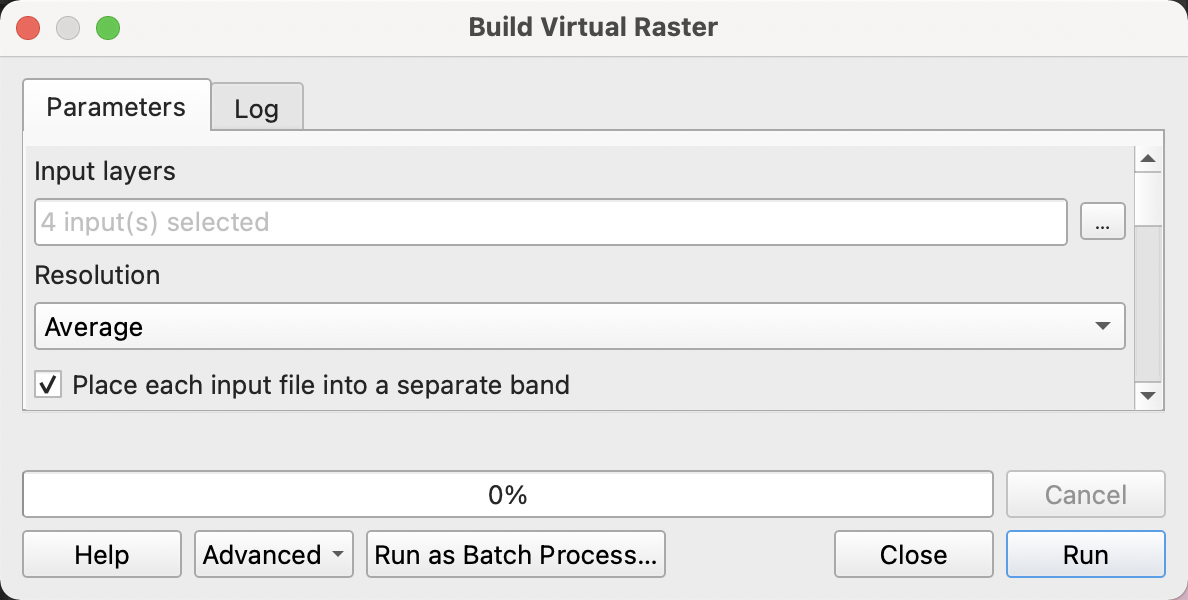 Build Virtual Raster
Parameters
Log
Input layers
4 input(s) selected
...
Resolution
Average
Place each input file into a separate band
0%
Cancel
Help
Advanced
Run as Batch Process...
Close
Run